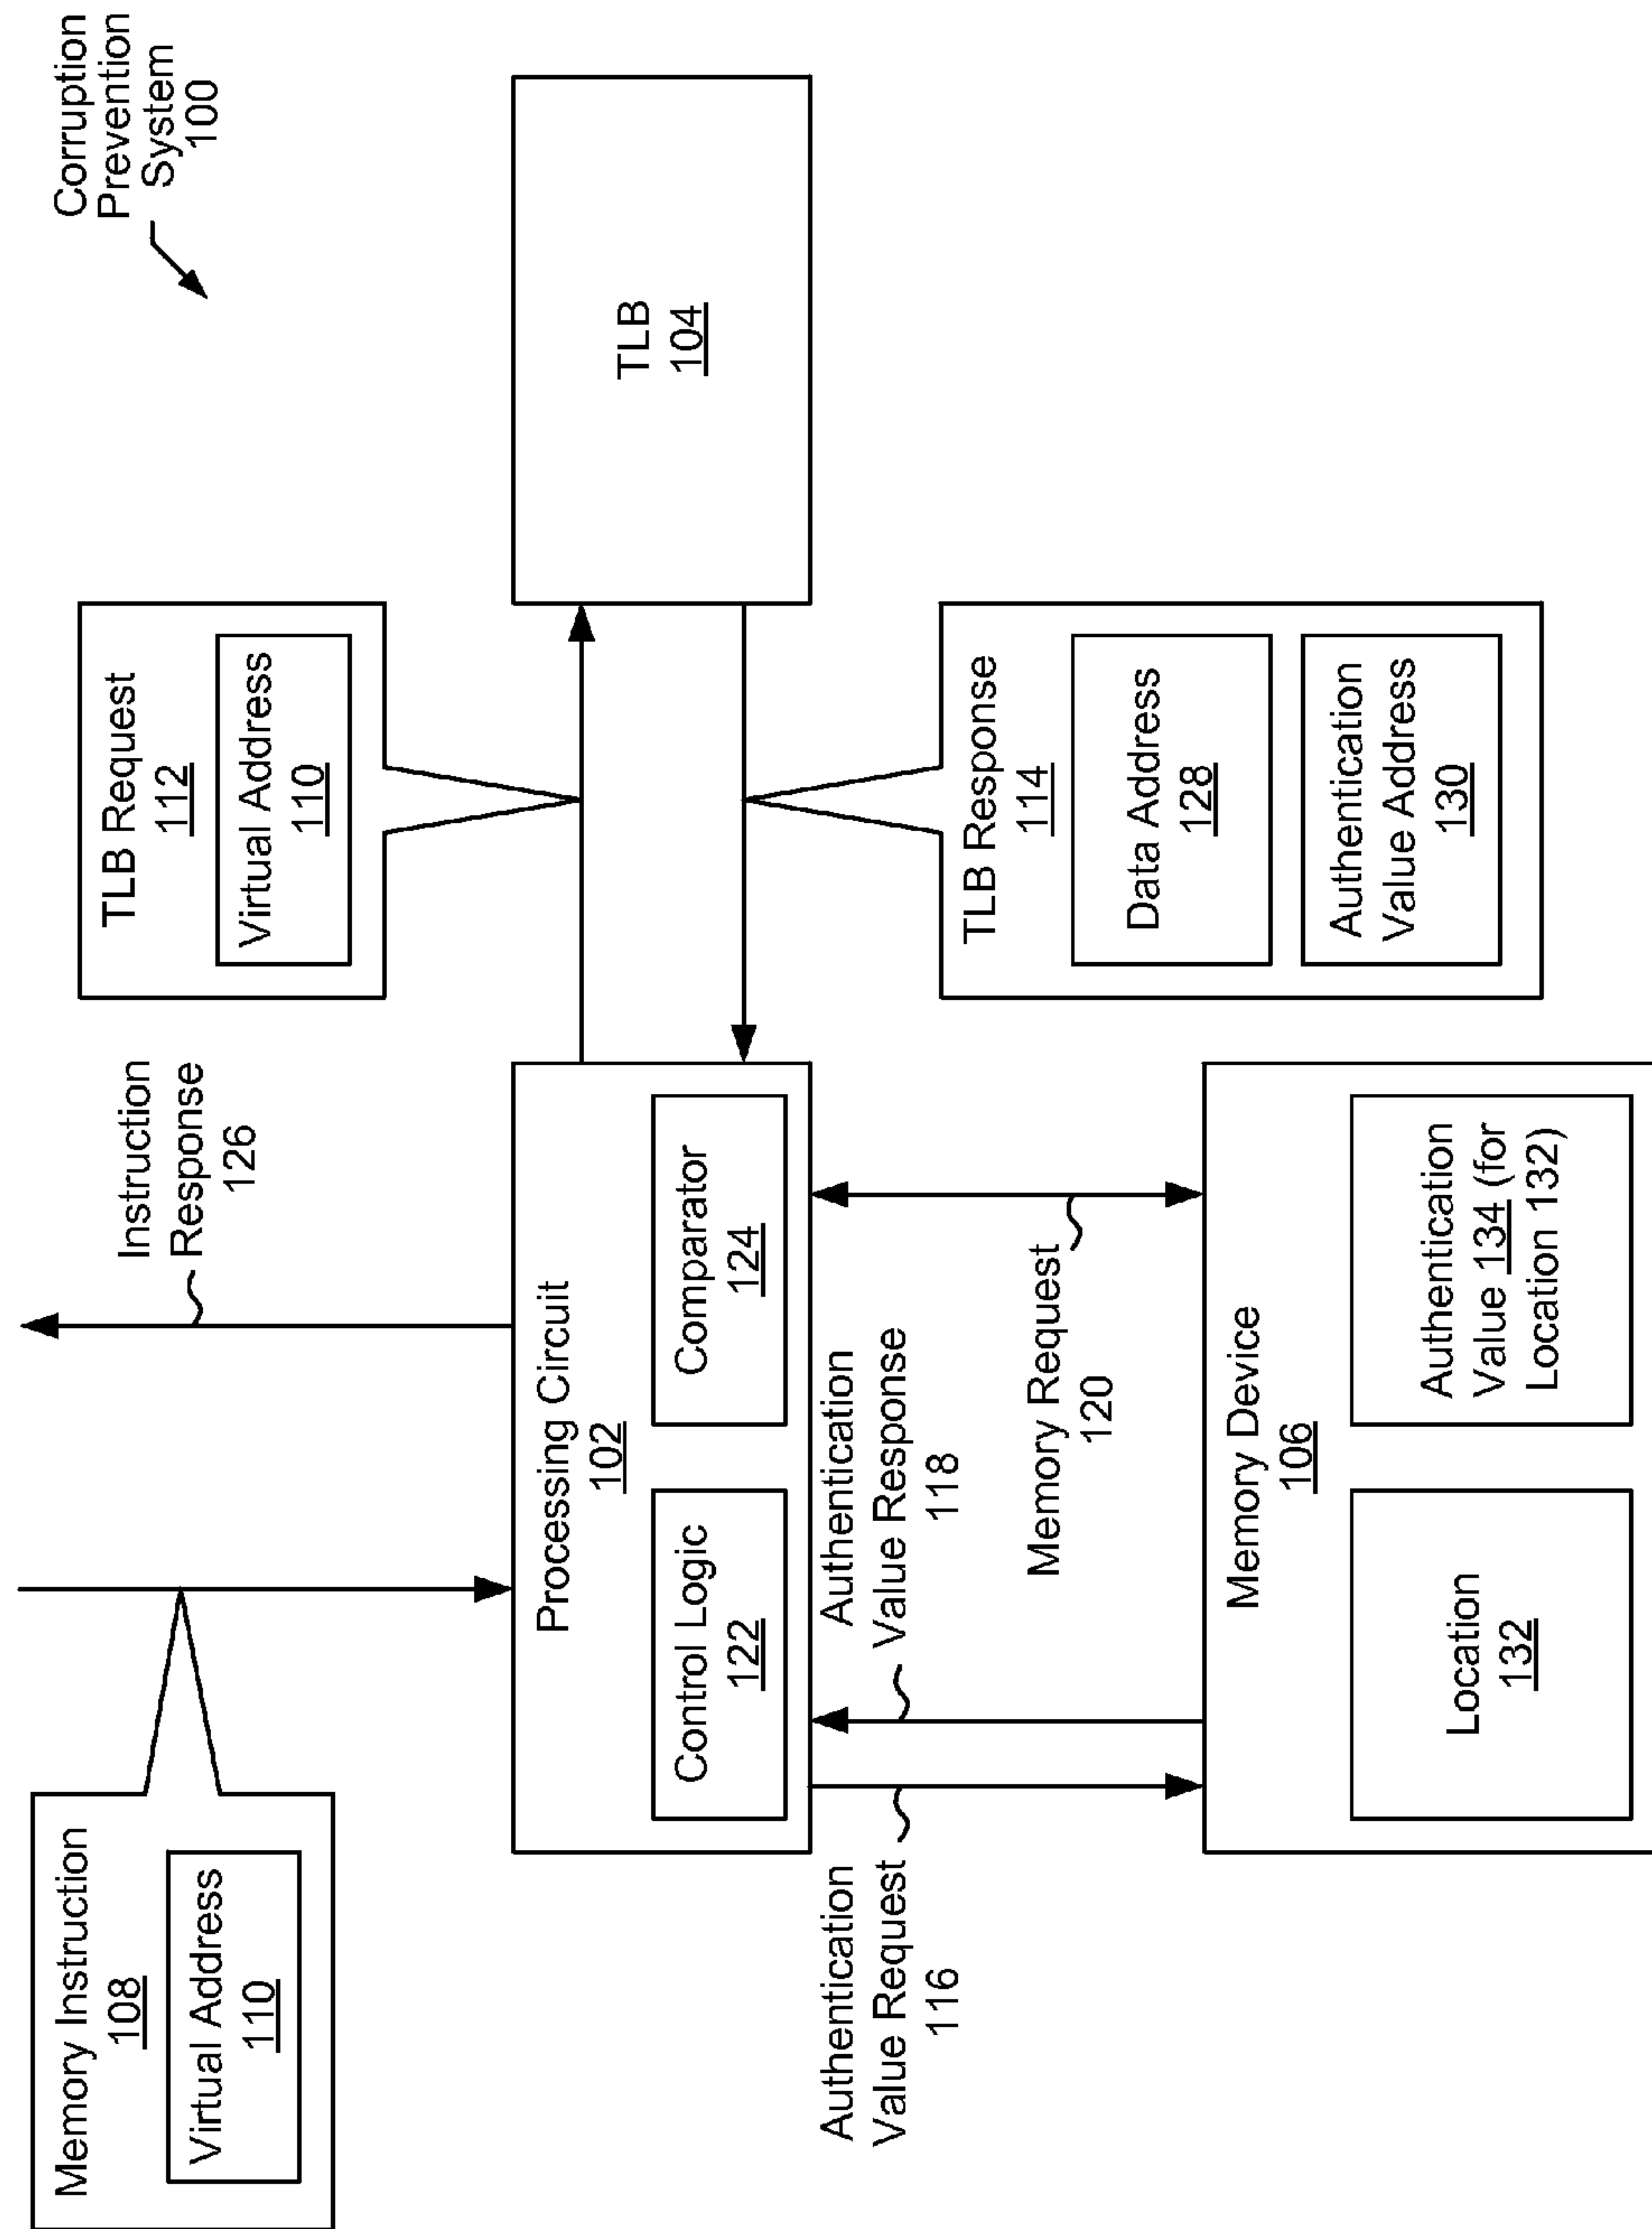 Corruption
Prevention
System
100
Memory Instruction
108
Virtual Address
110
Instruction
Response
126
TLB Request
112
Virtual Address
110
Processing Circuit
102
Control Logic
122
Comparator
124
TLB
104
Authentication
Value Request
116
Authentication
Value Response
118
Memory Request
120
TLB Response
114
Data Address
128
Authentication
Value Address
130
Memory Device
106
Location
132
Authentication
Value 134 (for
Location 132)